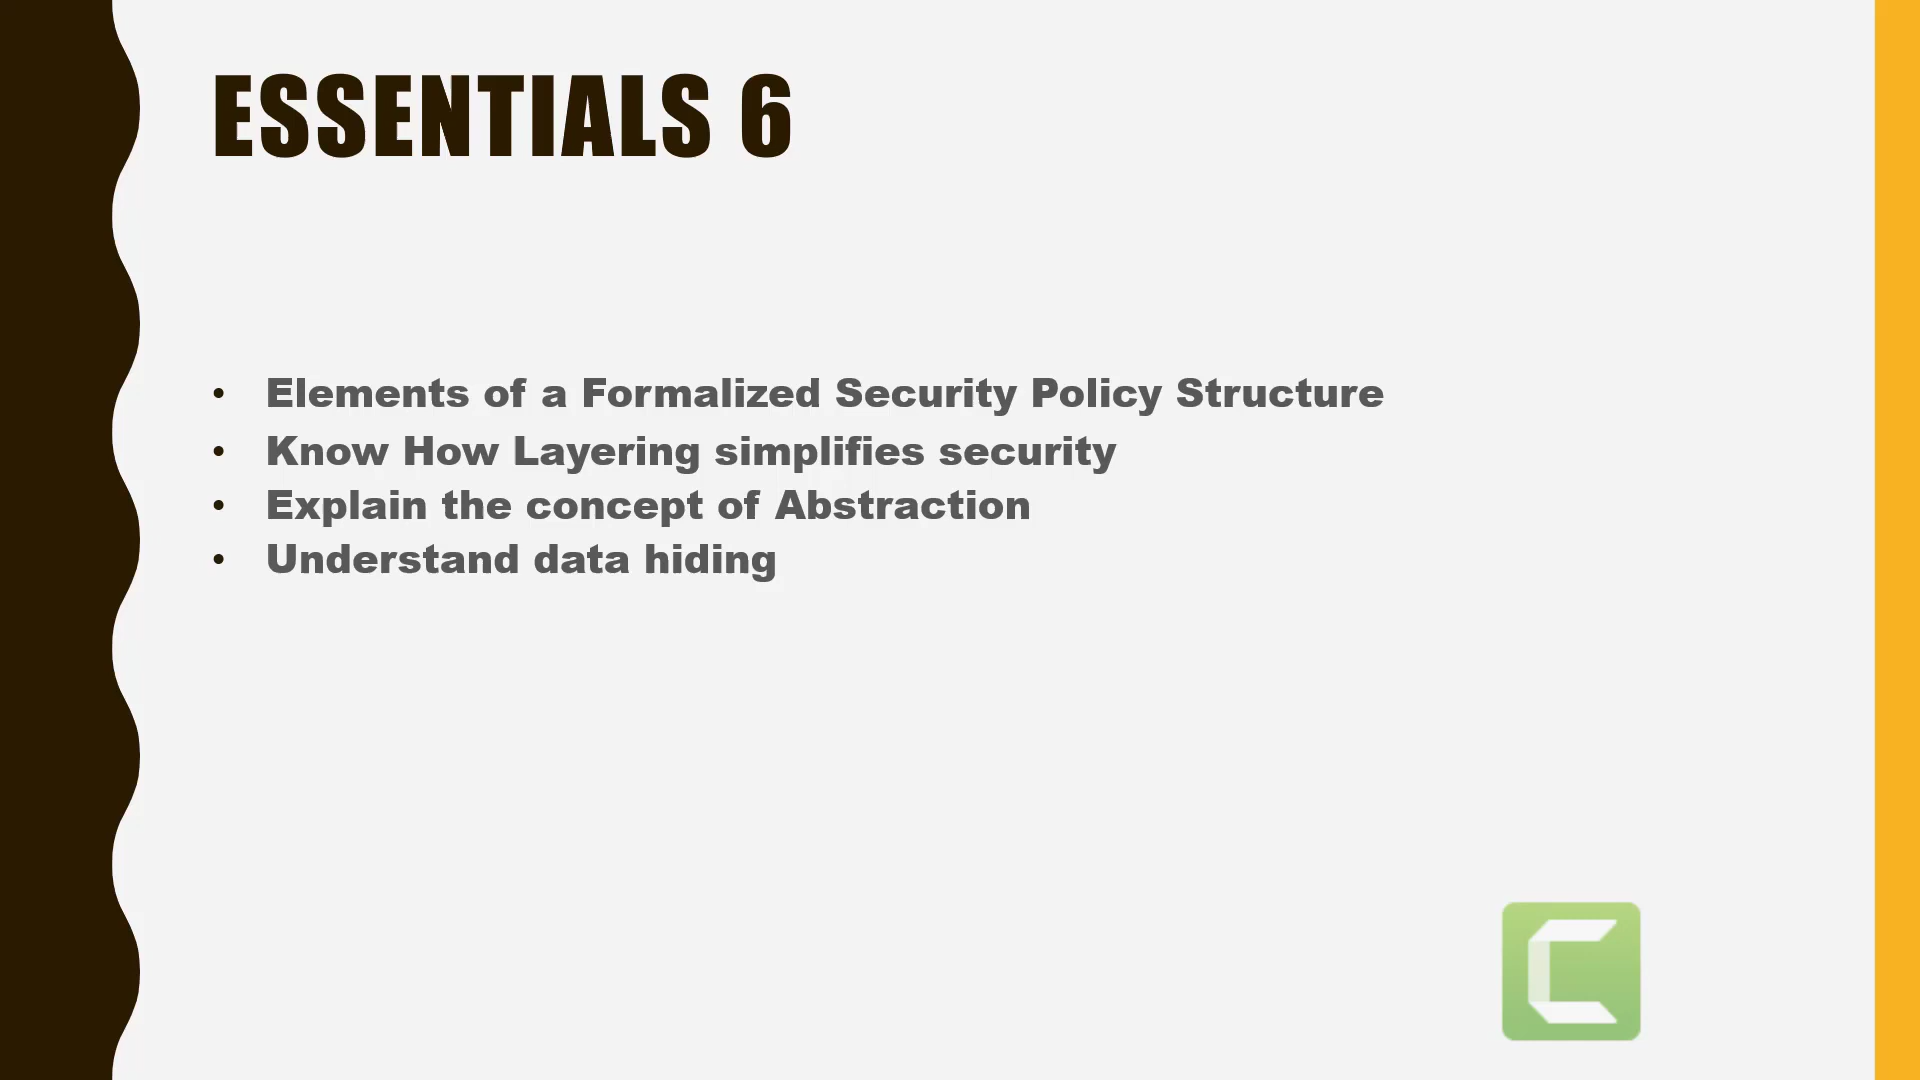 ESSENTIALS 6
• Elements of a Formalized Security Policy Structure
• Know How Layering simplifies security
• Explain the concept of Abstraction
• Understand data hiding